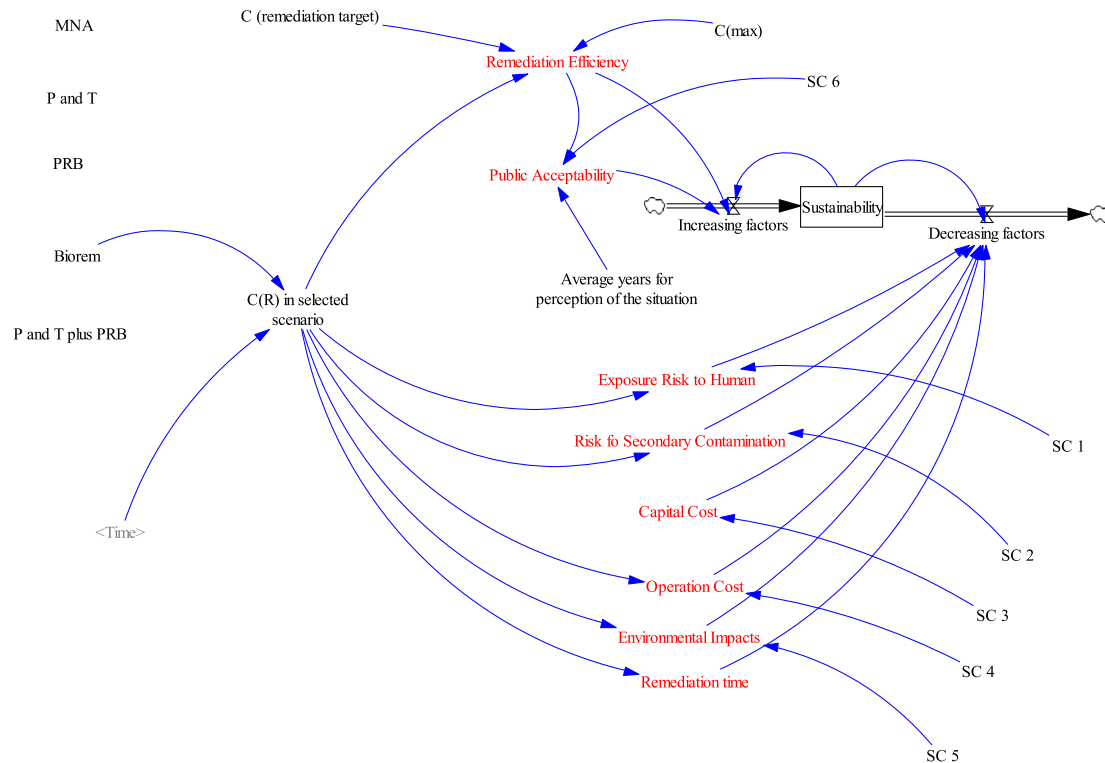 MNA
C (remediation target)
C(max)
Remediation Efficiency
P and T
SC 6
PRB
Public Acceptability
Sustainability
Increasing factors
Decreasing factors
Biorem
Average years for
perception of the situation
C(R) in selected
scenario
P and T plus PRB
Exposure Risk to Human
Risk fo Secondary Contamination
SC 1
Capital Cost
<Time>
SC 2
Operation Cost
SC 3
Environmental Impacts
SC 4
Remediation time
SC 5